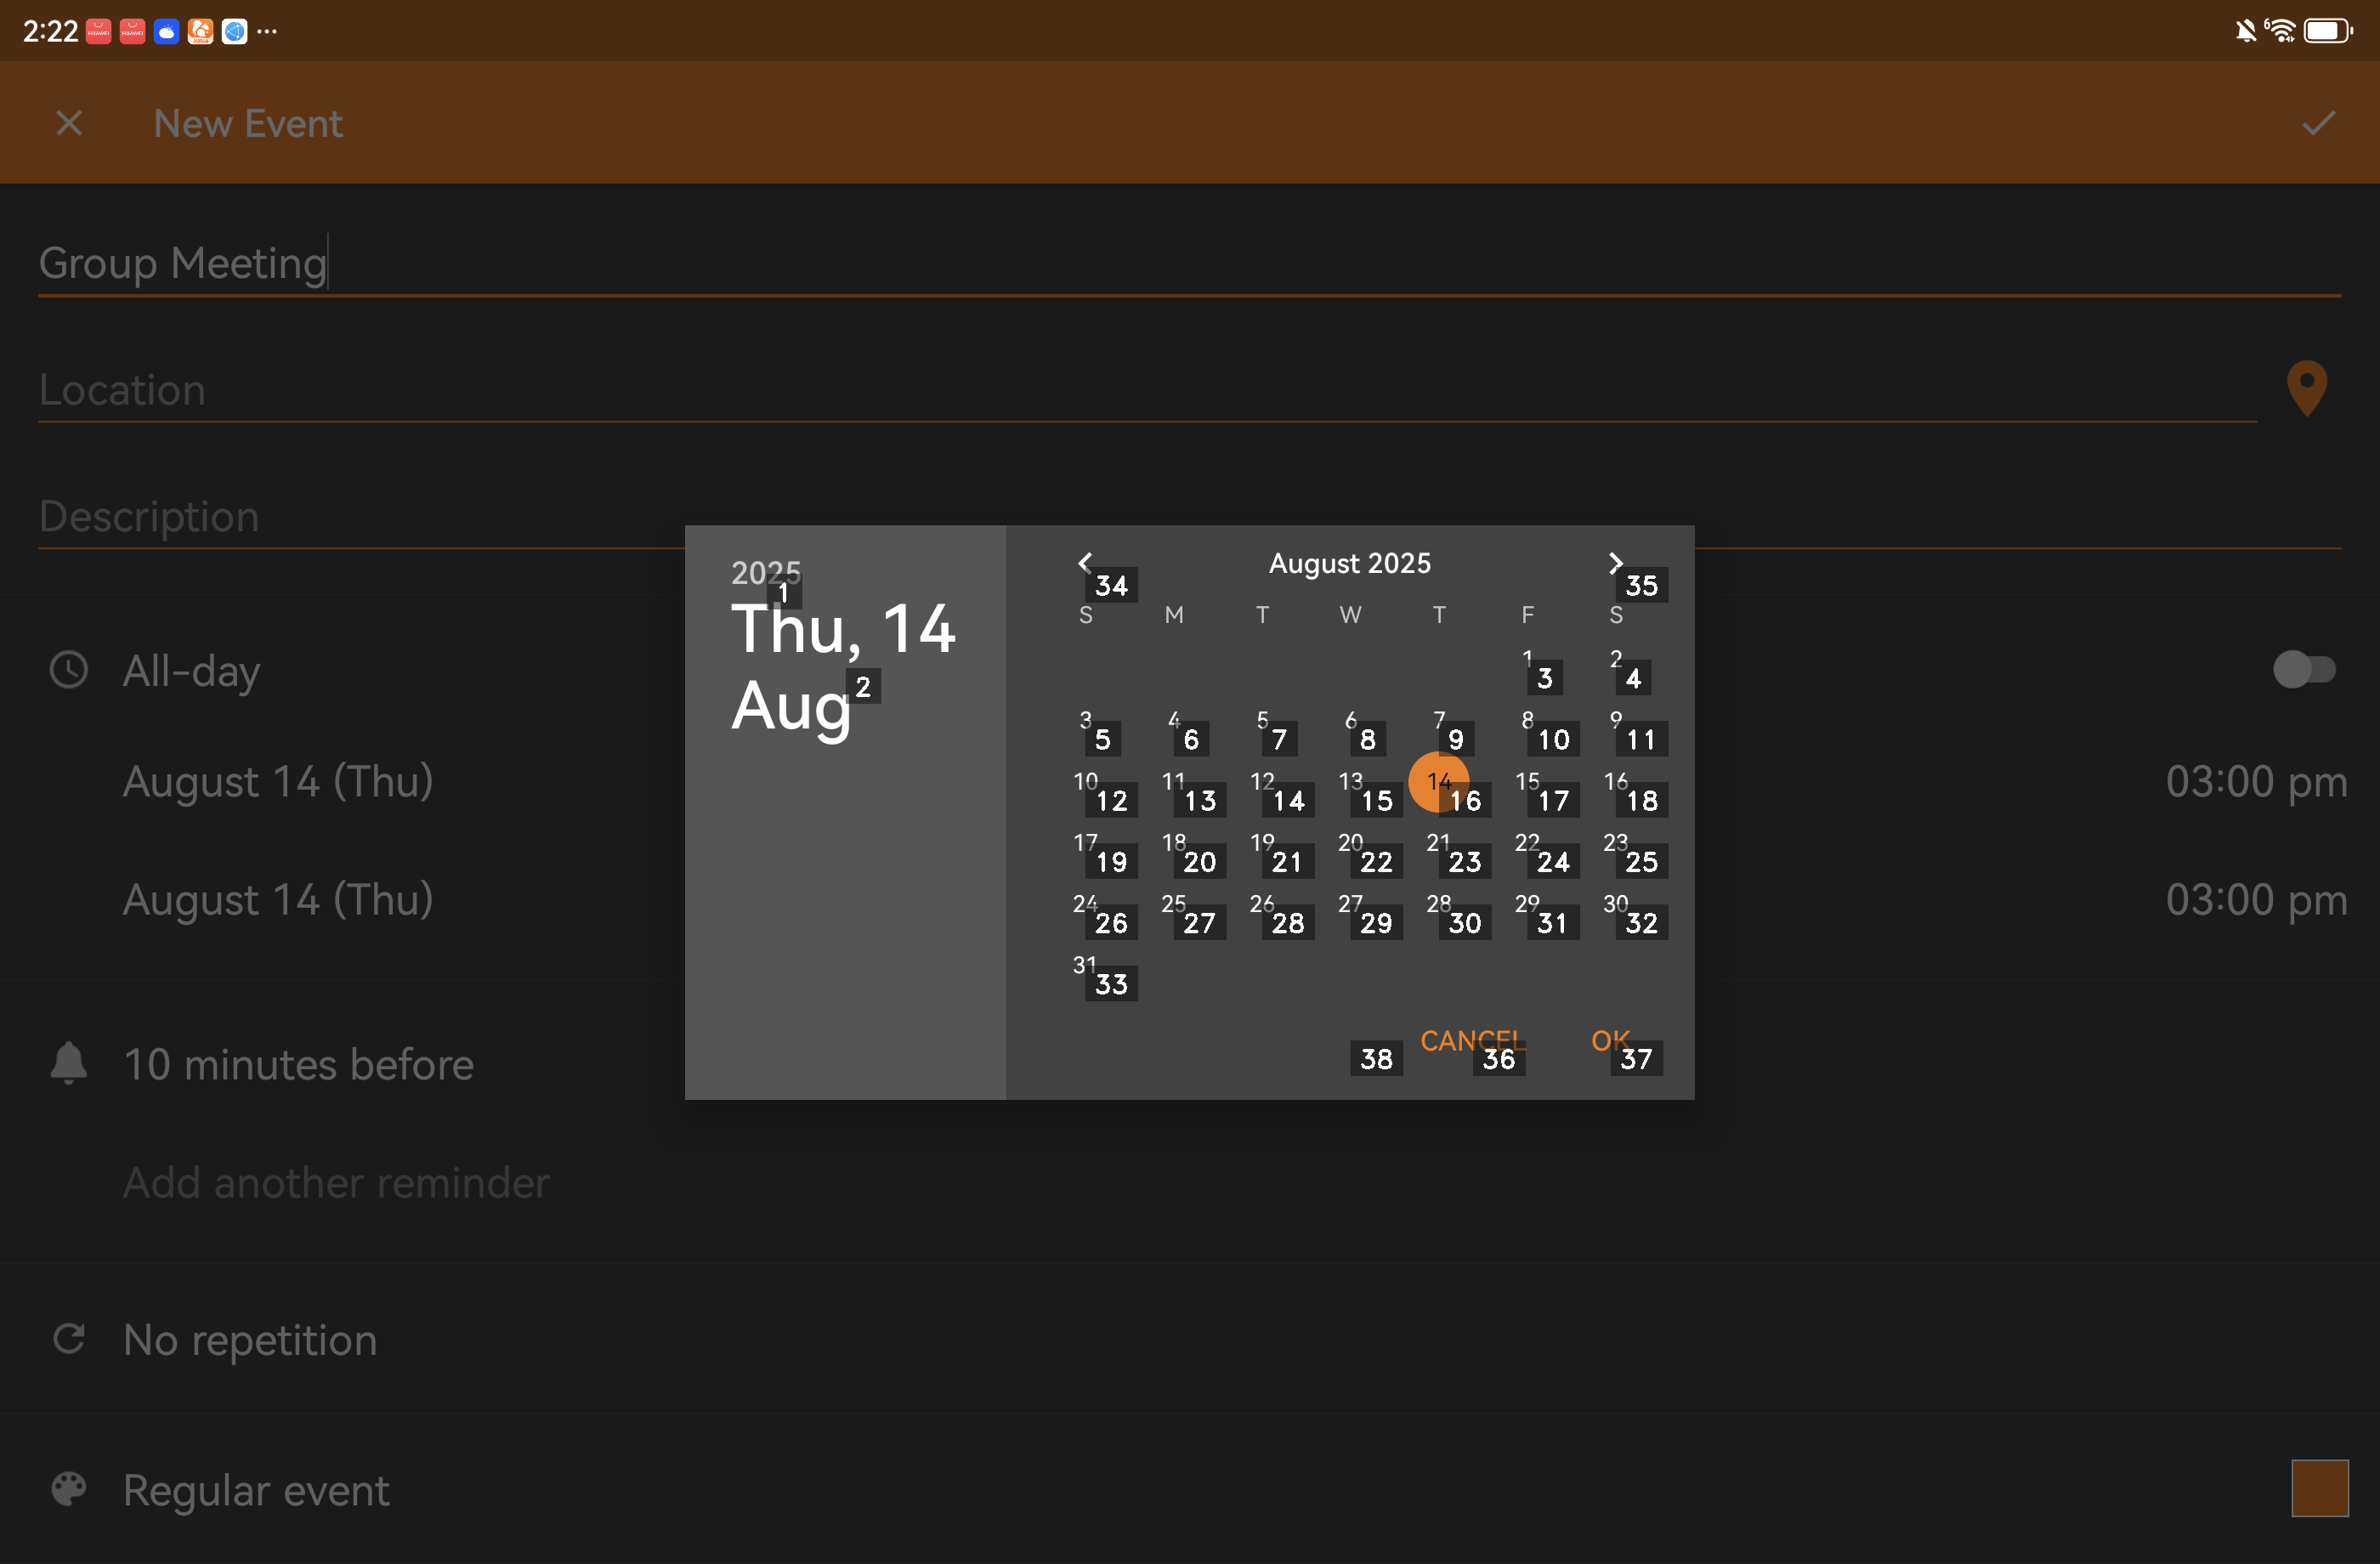 2:22
New Event
Group Meeting
Location
Description
All-day
August 14 (Thu) 03:00 pm
August 14 (Thu) 03:00 pm
10 minutes before
Add another reminder
No repetition
Regular event
2025
1
Thu, 14
Aug
2
August 2025
34 35
S M T W T F S
1 2
3 4
3 4 5 6 7 8 9
5 6 7 8 9 10 11
10 11 12 13 14 15 16
12 13 14 15 16 17 18
17 18 19 20 21 22 23
19 20 21 22 23 24 25
24 25 26 27 28 29 30
26 27 28 29 30 31 32
31
33
CANCEL OK
38 36 37